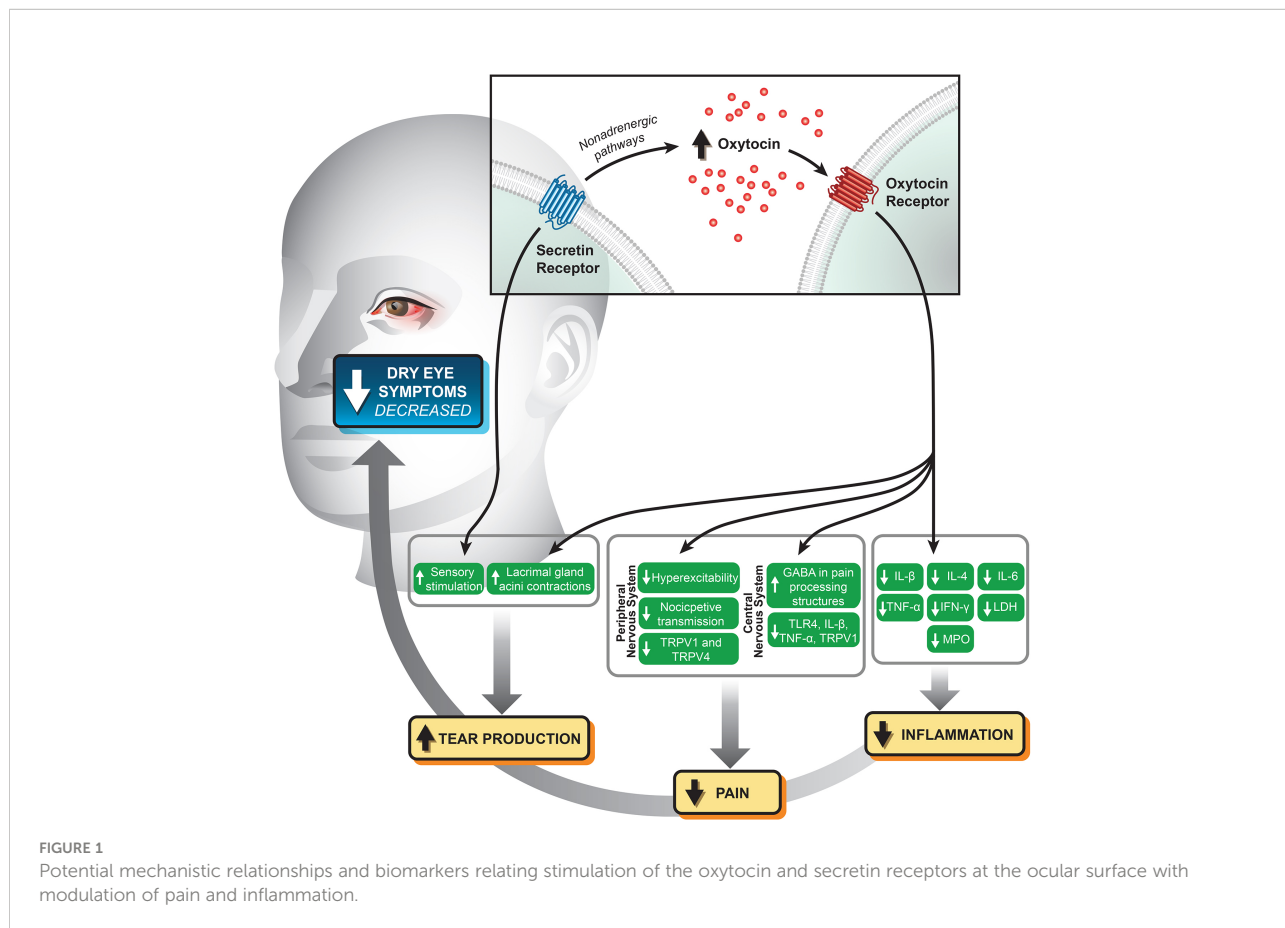 Nonadrenergic
pathways
Oxytocin
Oxytocin
Receptor
Secretin
Receptor
DRY EYE
SYMPTOMS
DECREASED
Sensory
stimulation
Lacrimal gland
acini contractions
Peripheral
Nervous System
Hyperexcitability
Nocicpetive
transmission
TRPV1 and
TRPV4
Central
Nervous System
GABA in pain
processing
structures
TLR4, IL-β,
TNF-α, TRPV1
IL-β
IL-4
IL-6
TNF-α
IFN-γ
LDH
MPO
TEAR PRODUCTION
PAIN
INFLAMMATION
FIGURE 1
Potential mechanistic relationships and biomarkers relating stimulation of the oxytocin and secretin receptors at the ocular surface with
modulation of pain and inflammation.